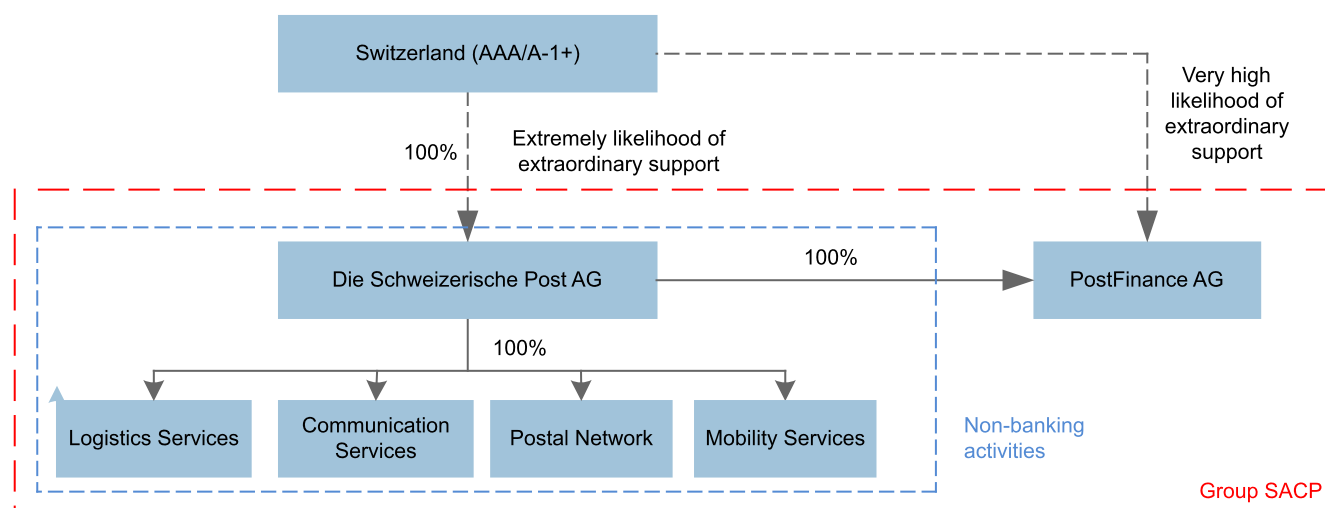 Switzerland (AAA/A-1+)
Very high
likelihood of
extraordinary
support
100%
Extremely likelihood of
extraordinary support
Die Schweizerische Post AG
100%
PostFinance AG
100%
Logistics Services
Communication
Services
Postal Network
Mobility Services
Non-banking
activities
Group SACP